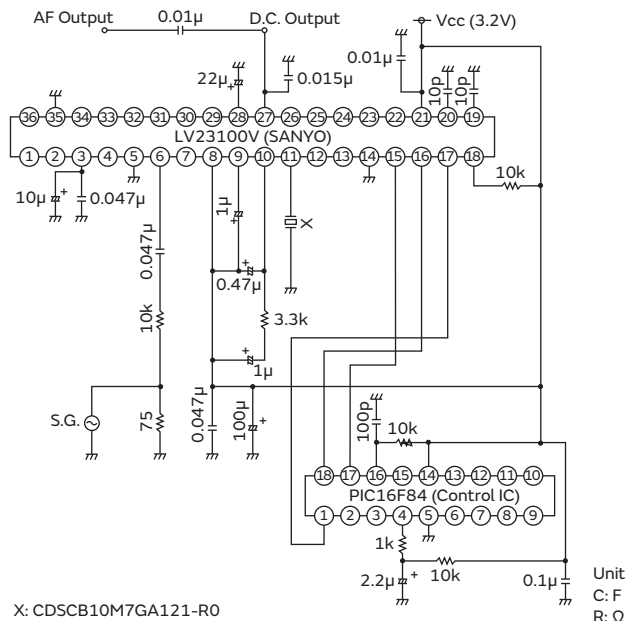 AF Output
0.01μ
D.C. Output
Vcc (3.2V)
0.01μ
22μ
+
0.015μ
10p
10p
36 35 34 33 32 31 30 29 28 27 26 25 24 23 22 21 20 19
LV23100V (SANYO)
1 2 3 4 5 6 7 8 9 10 11 12 13 14 15 16 17 18
10μ
+
0.047μ
1μ
+
X
10k
0.047μ
+
0.47μ
10k
3.3k
+
1μ
S.G.
75
0.047μ
100μ
+
100p
10k
18 17 16 15 14 13 12 11 10
PIC16F84 (Control IC)
1 2 3 4 5 6 7 8 9
1k
2.2μ
+
10k
0.1μ
X: CDSCB10M7GA121-R0
Unit
C: F
R: Ω